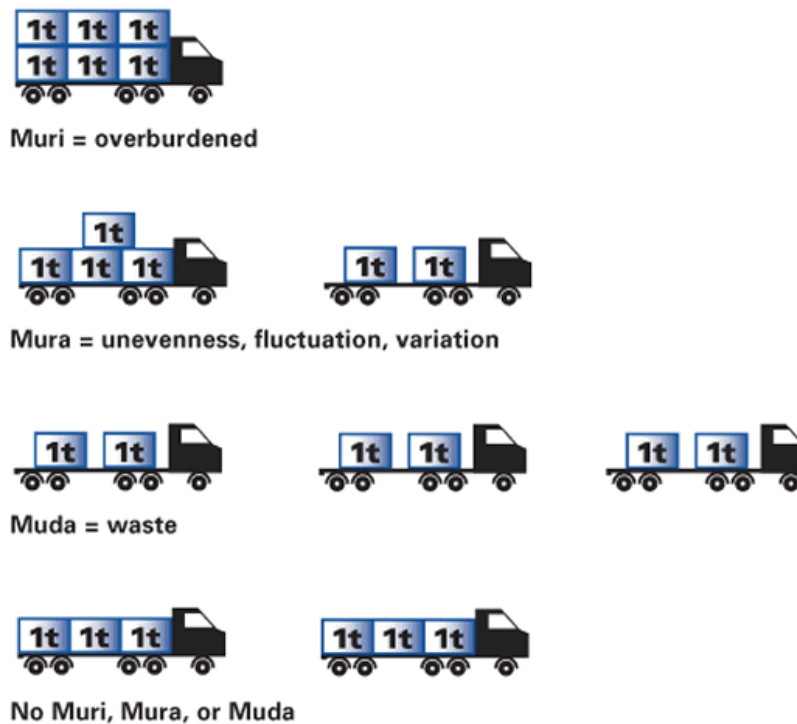 1t 1t 1t
1t 1t 1t
Muri = overburdened
1t
1t 1t 1t 1t 1t
Mura = unevenness, fluctuation, variation
1t 1t 1t 1t 1t 1t
Muda = waste
1t 1t 1t 1t 1t 1t
No Muri, Mura, or Muda